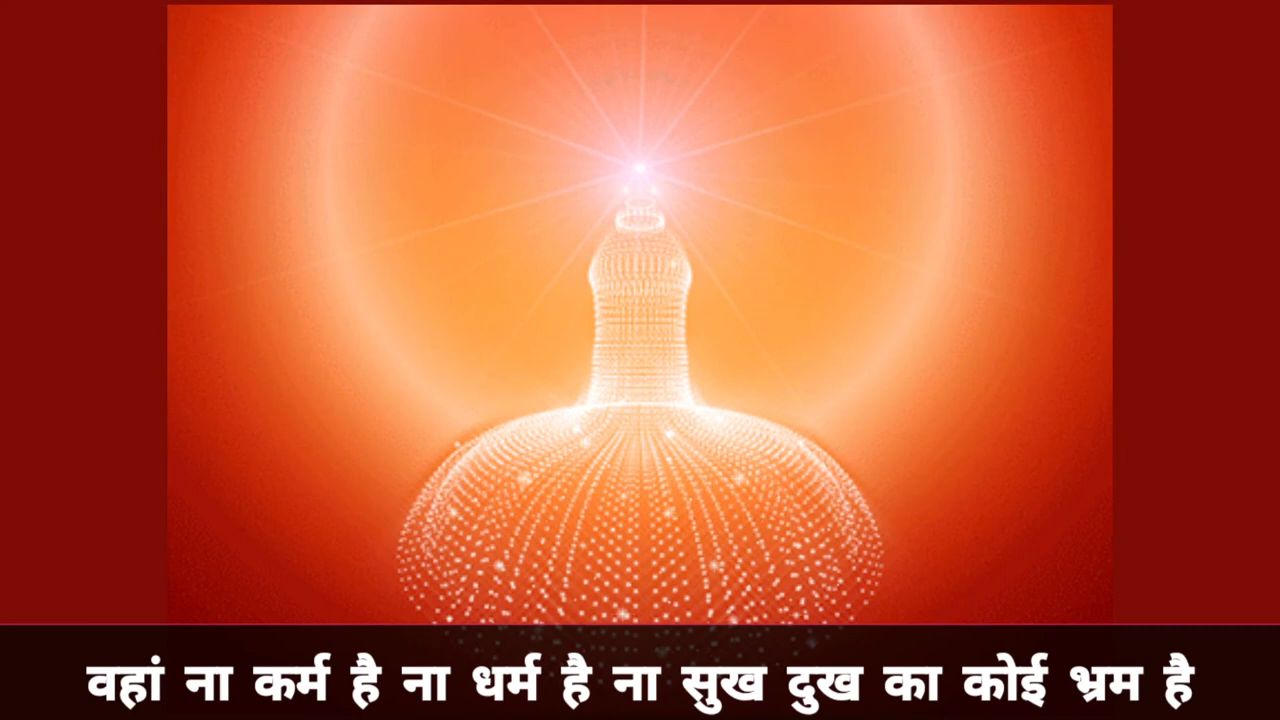 वहां ना कर्म है ना धर्म है ना सुख दुख का कोई भ्रम है